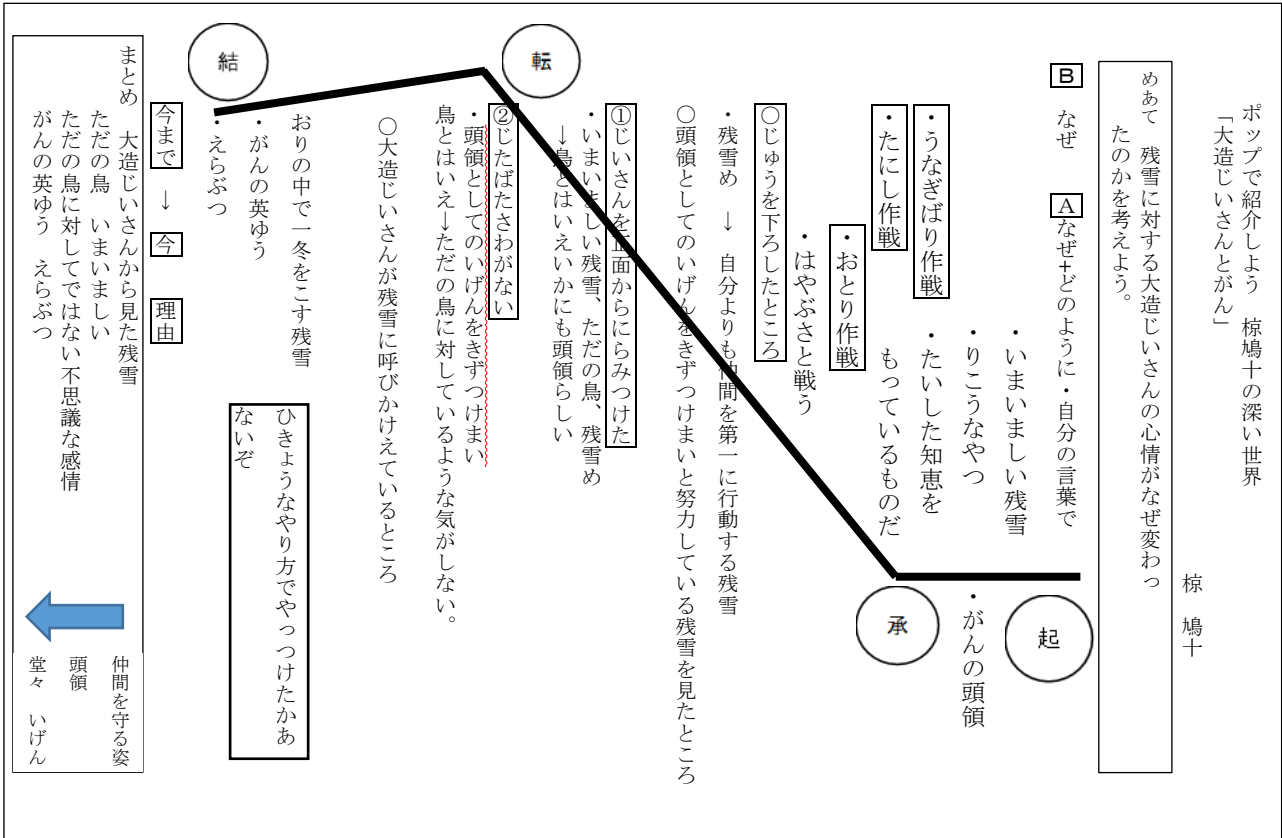 ポップで紹介しよう 椋鳩十の深い世界
「大造じいさんとがん」
椋 鳩十
めあて 残雪に対する大造じいさんの心情がなぜ変わっ
たのかを考えよう。
B なぜ A なぜ+どのように・自分の言葉で
起
・いまいましい残雪
・りこうなやつ
・がんの頭領
・うなぎばり作戦
・たいした知恵を
もっているものだ
・たにし作戦
承
・おとり作戦
・はやぶさと戦う
○じゅうを下ろしたところ
・残雪め → 自分よりも仲間を第一に行動する残雪
○頭領としてのいげんをきずつけまいと努力している残雪を見たところ
①じいさんを正面からにらみつけた
・いまいましい残雪、ただの鳥、残雪め
→鳥とはいえいかにも頭領らしい
転
②じたばたさわがない
・頭領としてのいげんをきずつけまい
鳥とはいえ→ただの鳥に対しているような気がしない。
○大造じいさんが残雪に呼びかけえているところ
おりの中で一冬をこす残雪
・がんの英ゆう
・えらぶつ
結
ひきょうなやり方でやっつけたかあ
ないぞ
今まで → 今 理由
まとめ 大造じいさんから見た残雪
ただの鳥 いまいましい
ただの鳥に対してではない不思議な感情
がんの英ゆう えらぶつ
仲間を守る姿
頭領
堂々 いげん